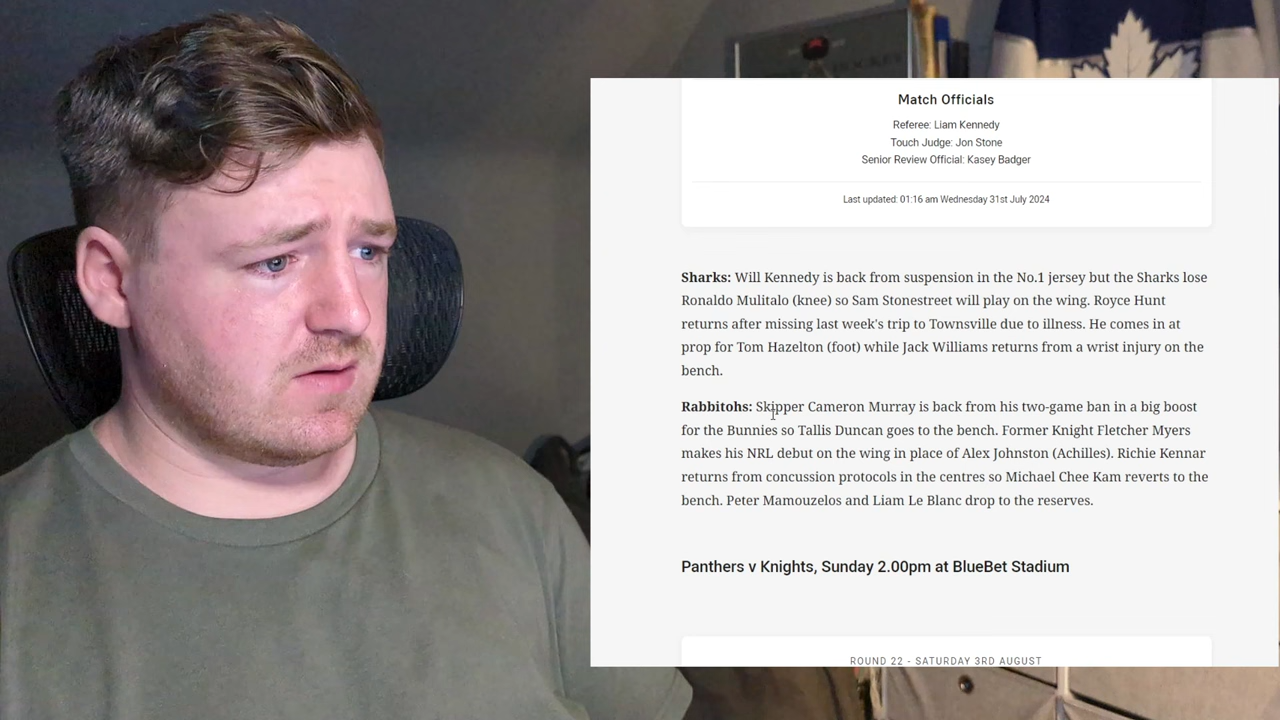 Match Officials
Referee: Liam Kennedy
Touch Judge: Jon Stone
Senior Review Official: Kasey Badger
Last updated: 01:16 am Wednesday 31st July 2024
Sharks: Will Kennedy is back from suspension in the No.1 jersey but the Sharks lose
Ronaldo Mulitalo (knee) so Sam Stonestreet will play on the wing. Royce Hunt
returns after missing last week's trip to Townsville due to illness. He comes in at
prop for Tom Hazelton (foot) while Jack Williams returns from a wrist injury on the
bench.
Rabbitohs: Skipper Cameron Murray is back from his two-game ban in a big boost
for the Bunnies so Tallis Duncan goes to the bench. Former Knight Fletcher Myers
makes his NRL debut on the wing in place of Alex Johnston (Achilles). Richie Kennar
returns from concussion protocols in the centres so Michael Chee Kam reverts to the
bench. Peter Mamouzelos and Liam Le Blanc drop to the reserves.
Panthers v Knights, Sunday 2.00pm at BlueBet Stadium
ROUND 22 - SATURDAY 3RD AUGUST